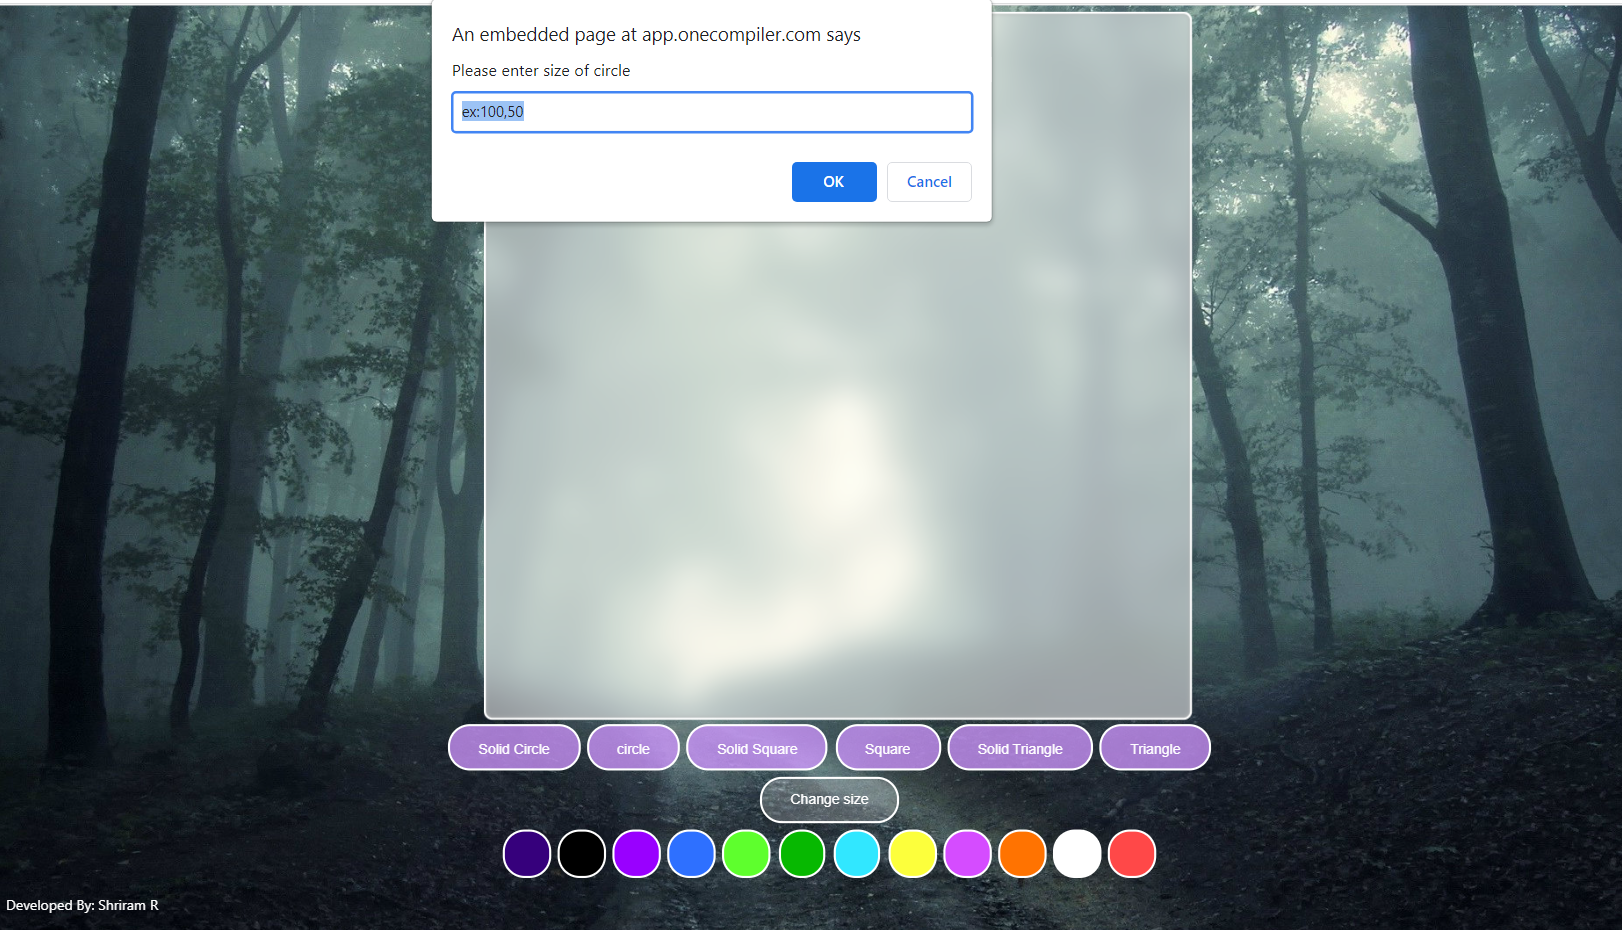 An embedded page at app.onecompiler.com says
Please enter size of circle
ex:100,50
OK Cancel
Solid Circle circle Solid Square Square Solid Triangle Triangle
Change size
Developed By: Shriram R